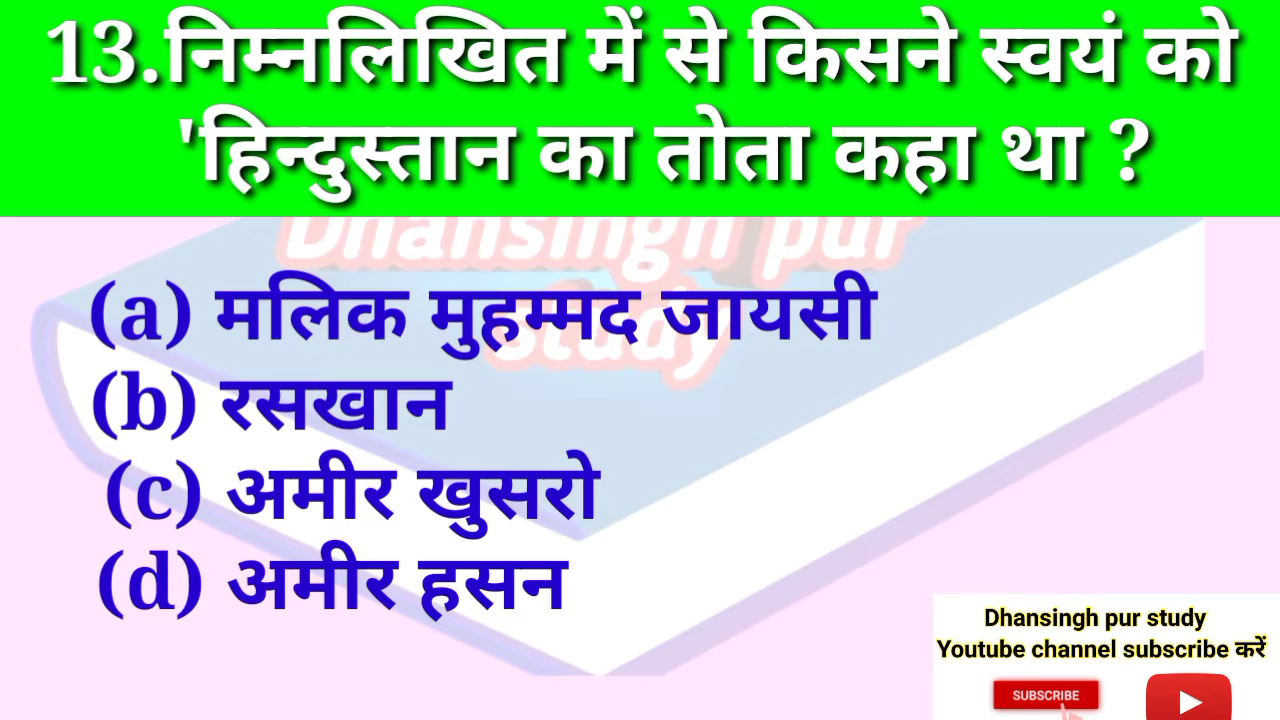 13.निम्नलिखित में से किसने स्वयं को
'हिन्दुस्तान का तोता कहा था ?
Dhansingh pur
study
(a) मलिक मुहम्मद जायसी
(b) रसखान
(c) अमीर खुसरो
(d) अमीर हसन
Dhansingh pur study
Youtube channel subscribe करें
SUBSCRIBE